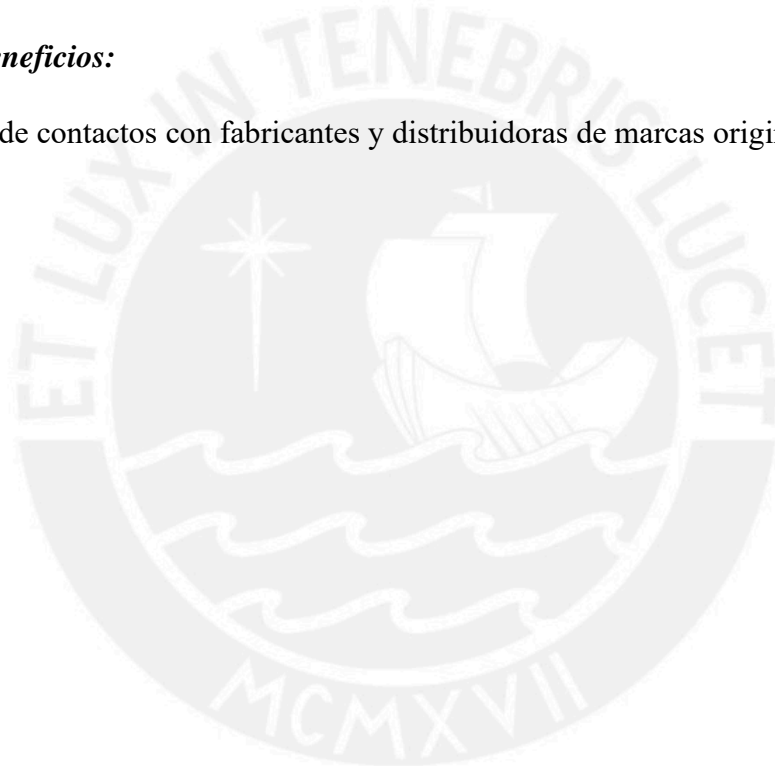 neficios:
de contactos con fabricantes y distribuidoras de marcas origi
ET LUX IN TENEBRIS LUCET
MCMXVII